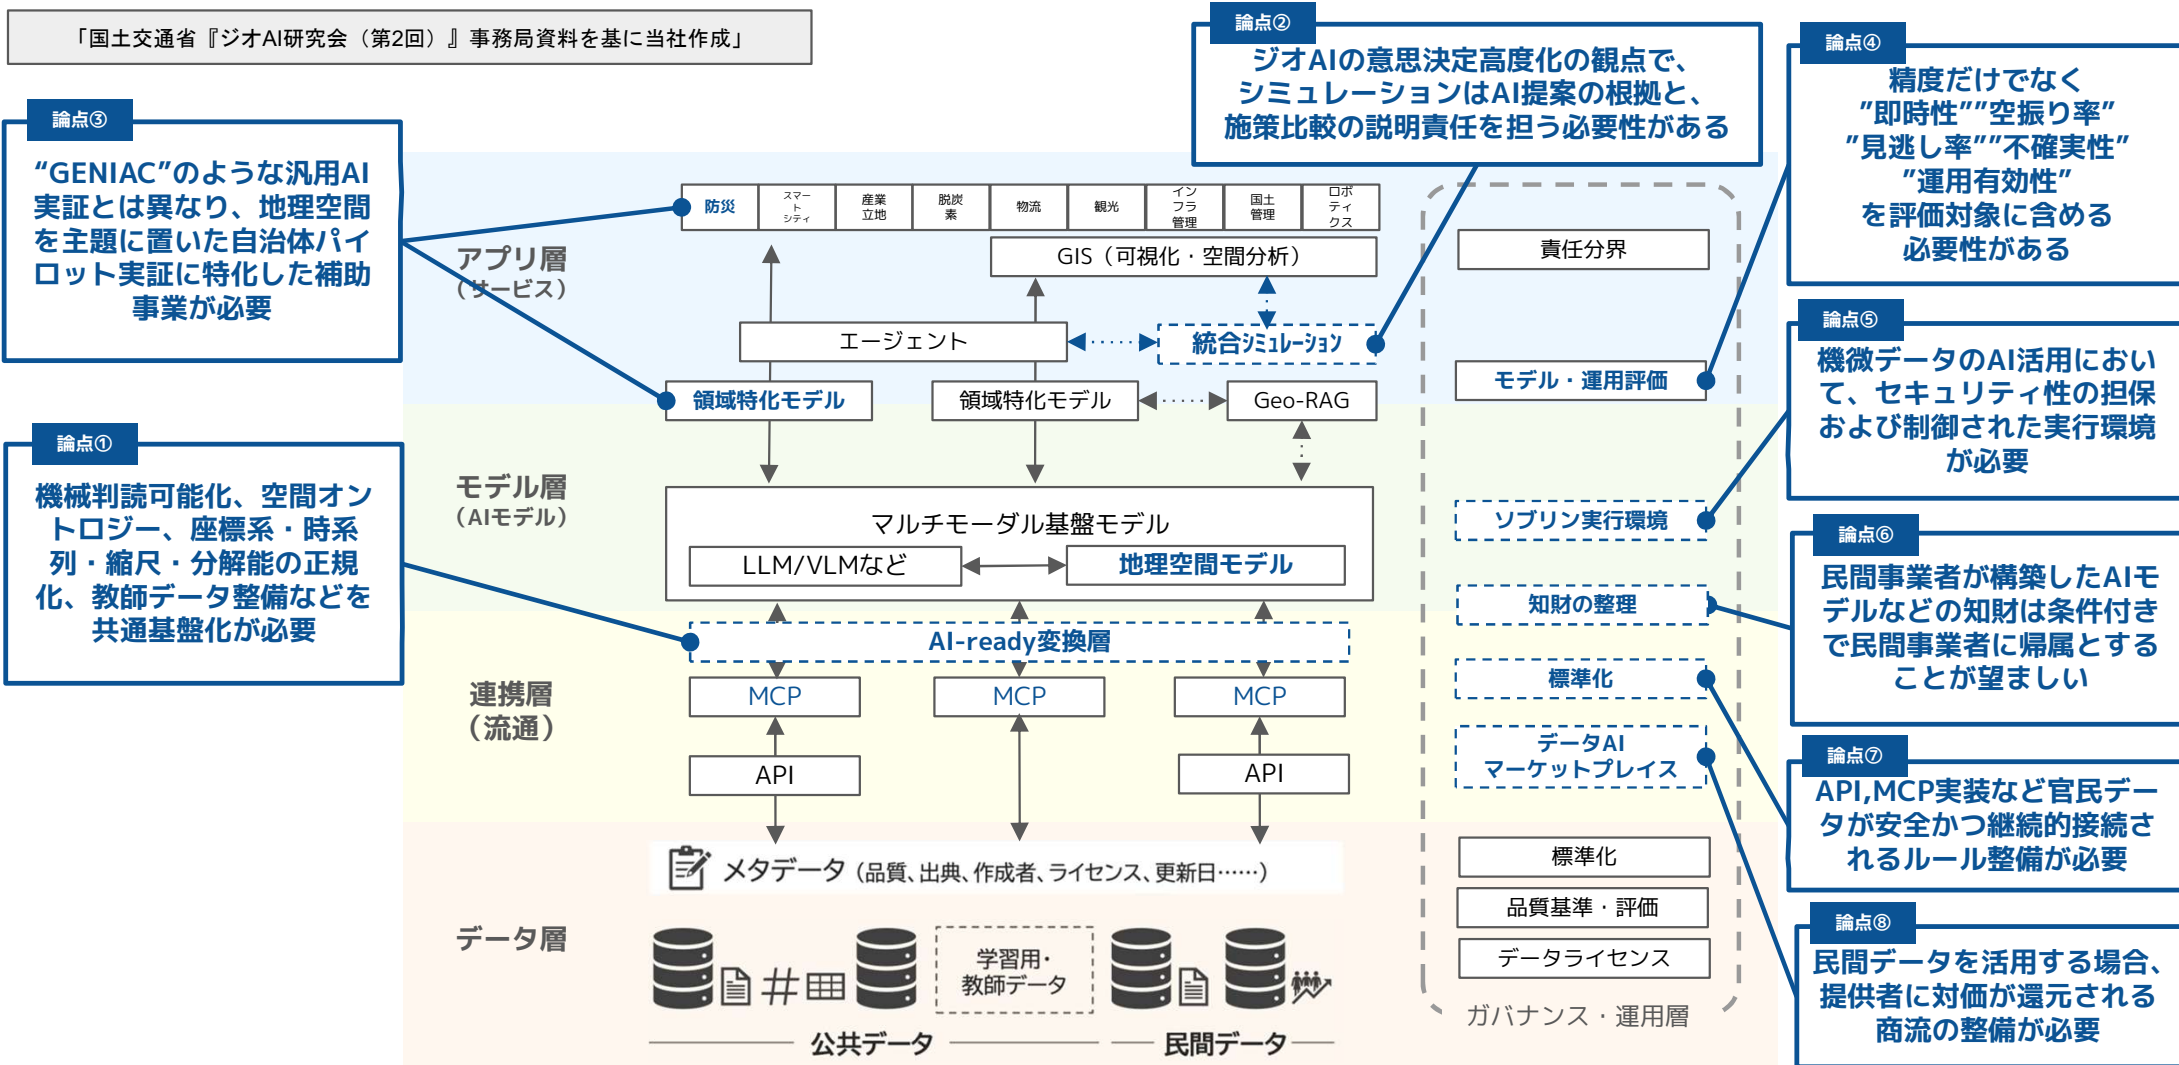 「国土交通省『ジオAI研究会（第2回）』事務局資料を基に当社作成」
論点②
ジオAIの意思決定高度化の観点で、
シミュレーションはAI提案の根拠と、
施策比較の説明責任を担う必要性がある
論点④
精度だけでなく
”即時性””空振り率”
”見逃し率””不確実性”
”運用有効性”
を評価対象に含める
必要性がある
論点③
“GENIAC”のような汎用AI
実証とは異なり、地理空間
を主題に置いた自治体パイ
ロット実証に特化した補助
事業が必要
防災
スマー
ト
シティ
産業
立地
脱炭
素
物流
観光
イン
フラ
管理
国土
管理
ロボ
ティ
クス
アプリ層
（サービス）
GIS（可視化・空間分析）
エージェント
統合ｼﾐｭﾚｰｼｮﾝ
領域特化モデル
領域特化モデル
Geo-RAG
責任分界
モデル・運用評価
論点⑤
機微データのAI活用におい
て、セキュリティ性の担保
および制御された実行環境
が必要
論点①
機械判読可能化、空間オン
トロジー、座標系・時系
列・縮尺・分解能の正規
化、教師データ整備などを
共通基盤化が必要
モデル層
（AIモデル）
マルチモーダル基盤モデル
LLM/VLMなど
地理空間モデル
ソブリン実行環境
知財の整理
論点⑥
民間事業者が構築したAIモ
デルなどの知財は条件付き
で民間事業者に帰属とする
ことが望ましい
連携層
（流通）
AI-ready変換層
MCP
MCP
MCP
API
API
標準化
データAI
マーケットプレイス
論点⑦
API,MCP実装など官民デー
タが安全かつ継続的接続さ
れるルール整備が必要
データ層
メタデータ（品質、出典、作成者、ライセンス、更新日……）
学習用・
教師データ
公共データ
民間データ
標準化
品質基準・評価
データライセンス
ガバナンス・運用層
論点⑧
民間データを活用する場合、
提供者に対価が還元される
商流の整備が必要